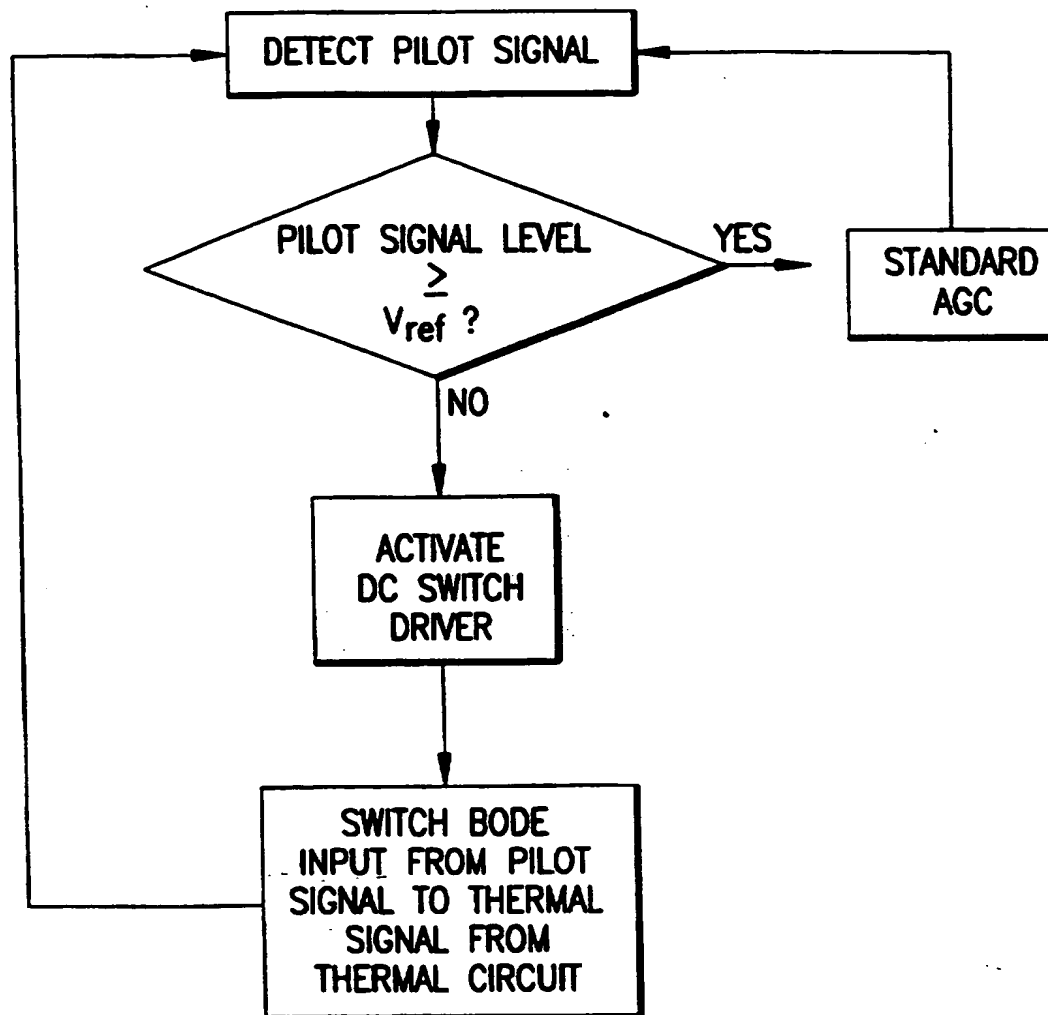 DETECT PILOT SIGNAL
PILOT SIGNAL LEVEL
≥
Vref ?
YES
STANDARD
AGC
NO
ACTIVATE
DC SWITCH
DRIVER
SWITCH BODE
INPUT FROM PILOT
SIGNAL TO THERMAL
SIGNAL FROM
THERMAL CIRCUIT